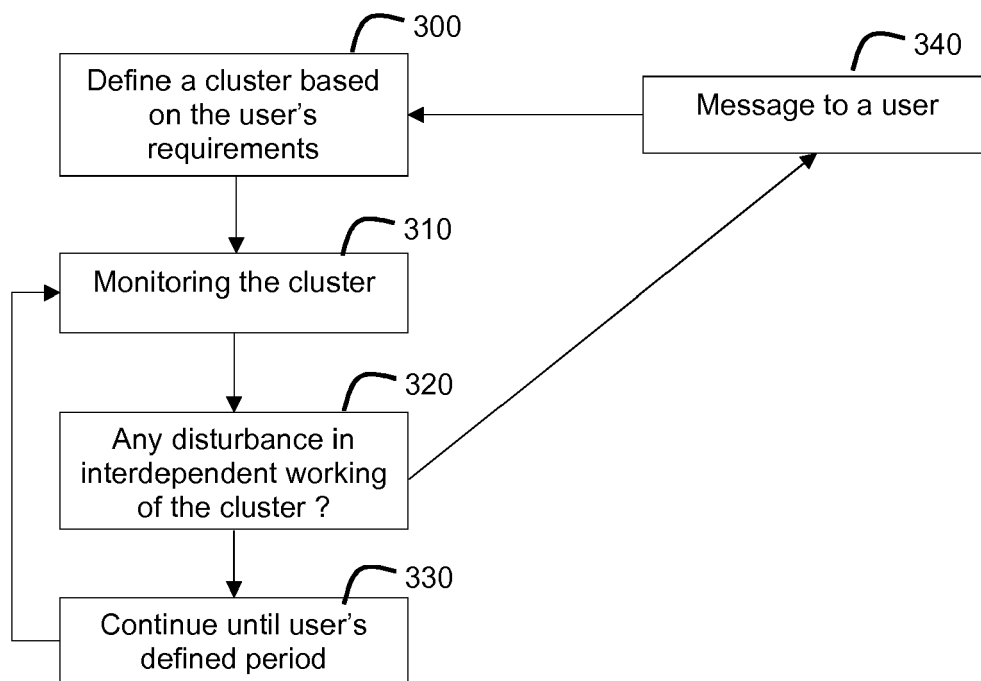 300
Define a cluster based
on the user's
requirements
340
Message to a user
310
Monitoring the cluster
320
Any disturbance in
interdependent working
of the cluster ?
330
Continue until user's
defined period